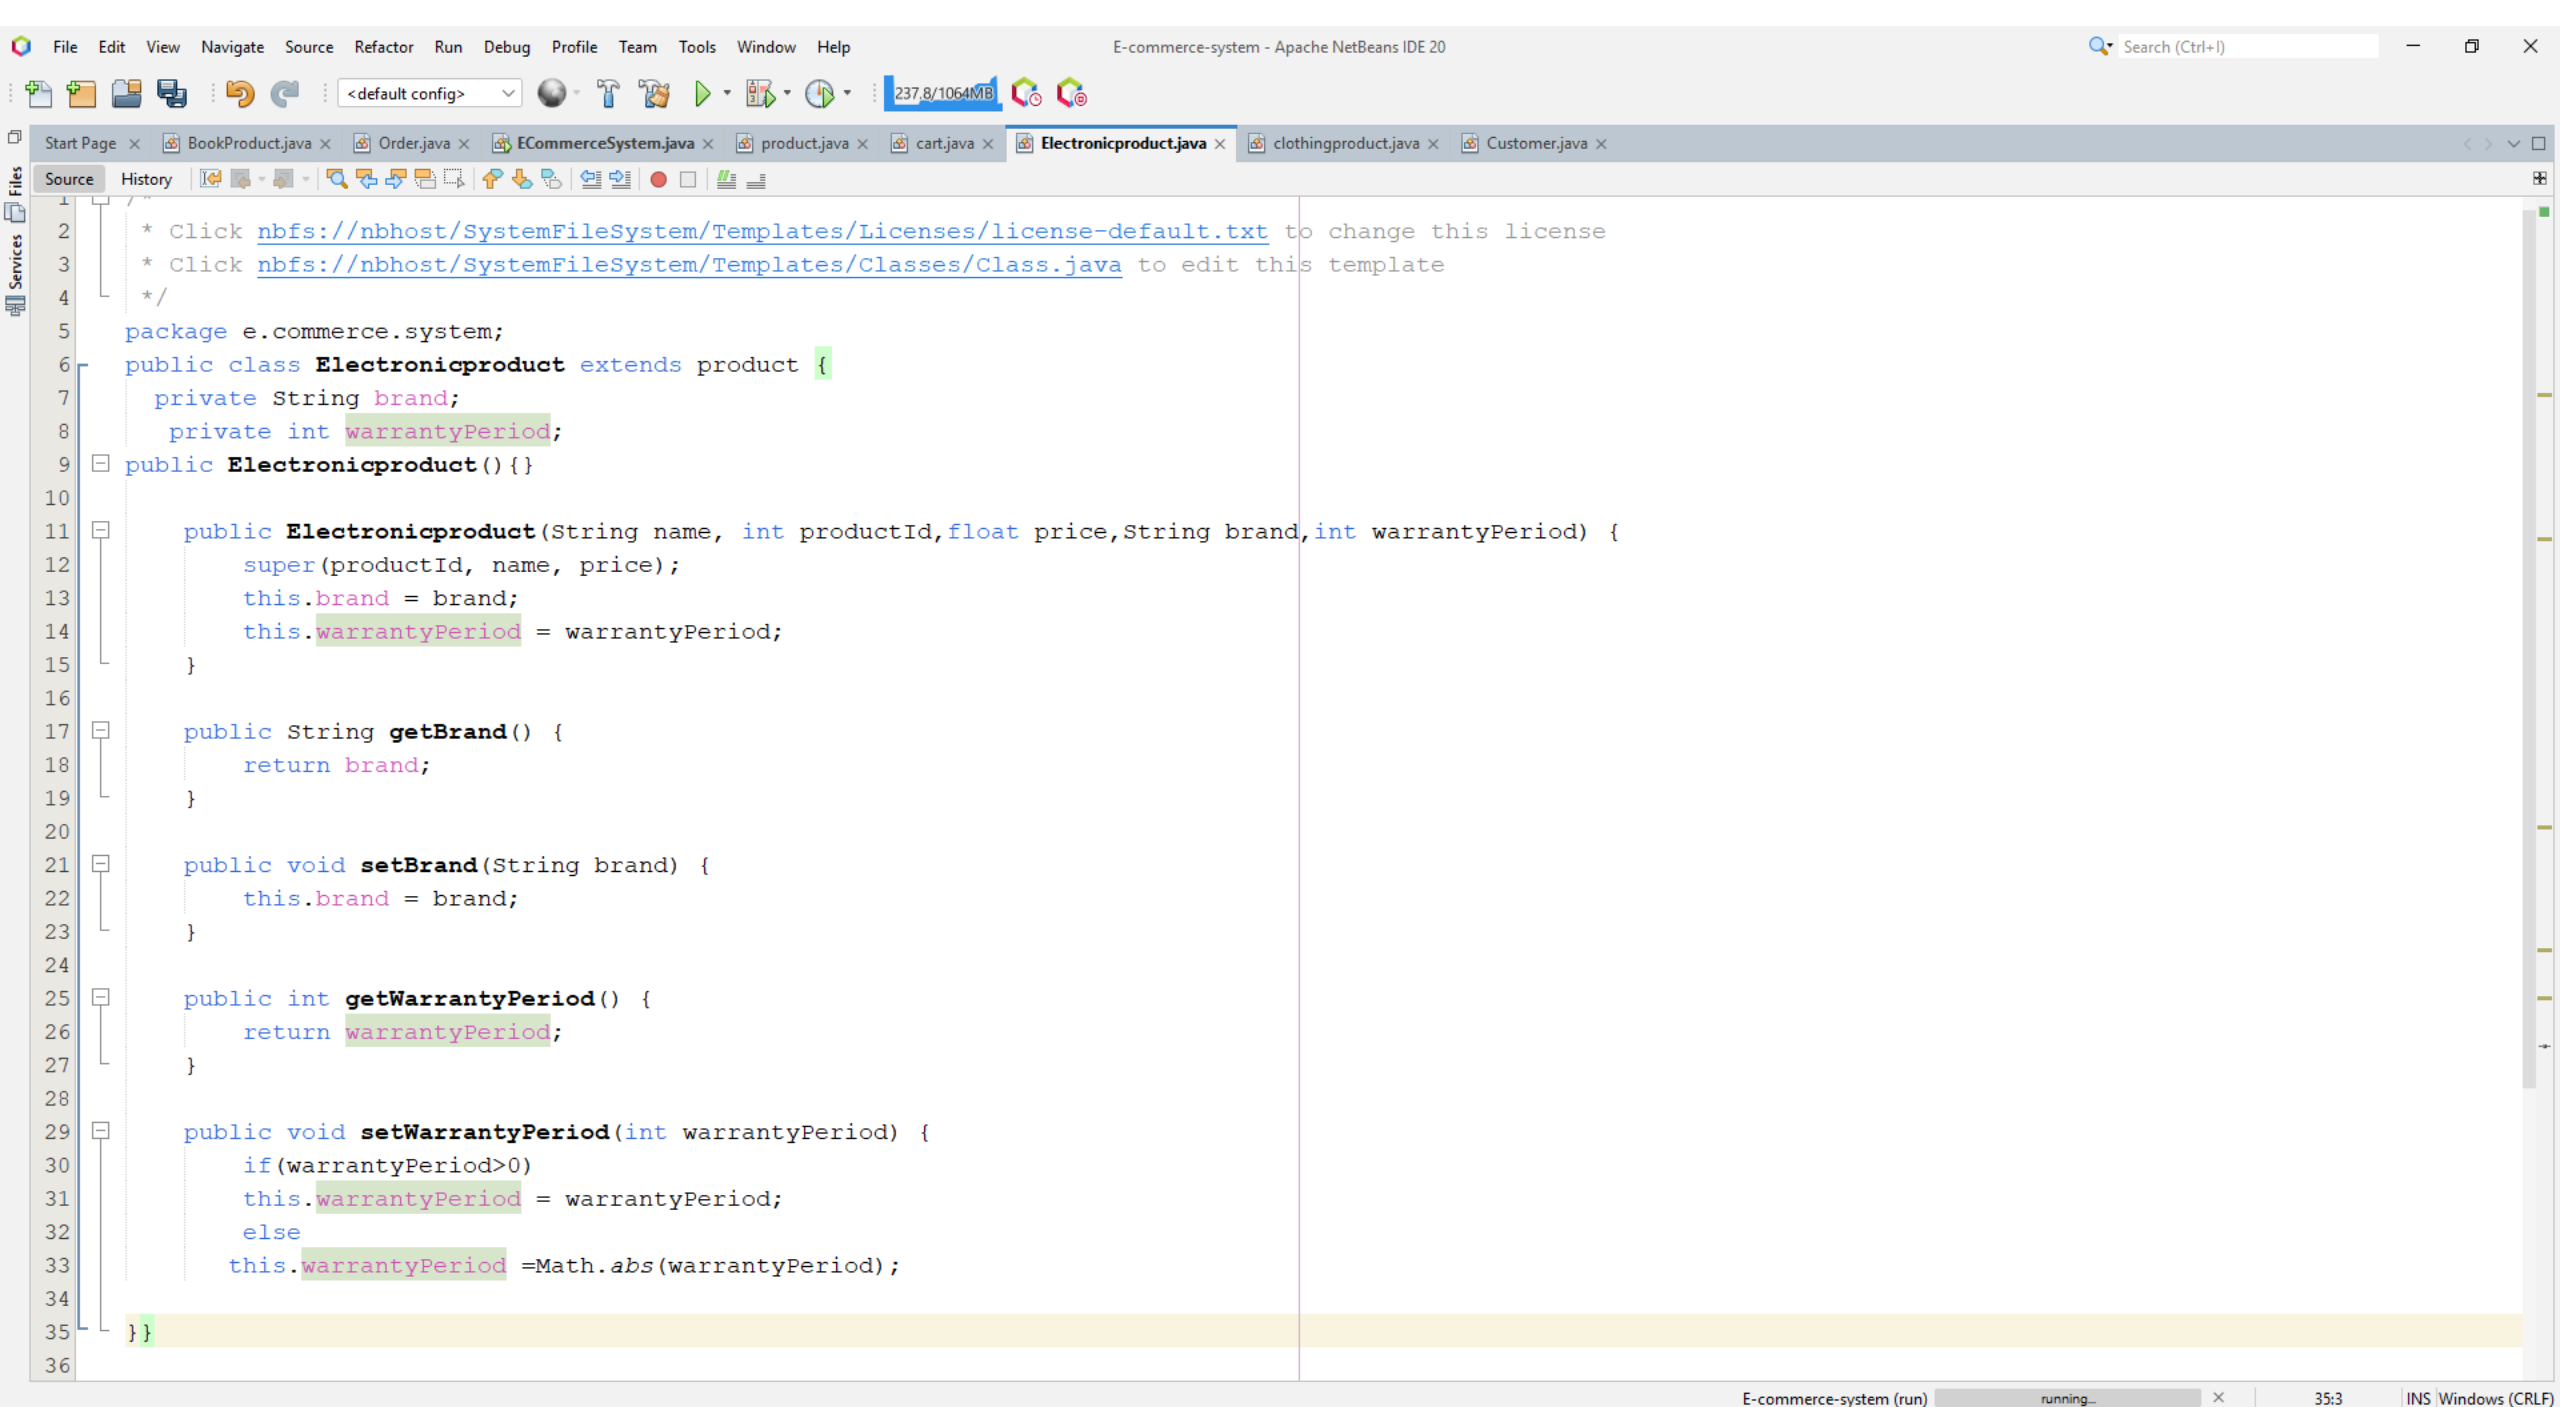 File Edit View Navigate Source Refactor Run Debug Profile Team Tools Window Help
E-commerce-system - Apache NetBeans IDE 20
Search (Ctrl+I)
<default config>
237.8/1064MB
Start Page BookProduct.java Order.java ECommerceSystem.java product.java cart.java Electronicproduct.java clothingproduct.java Customer.java
Files
Services
Source History
1 /*
2 * Click nbfs://nbhost/SystemFileSystem/Templates/Licenses/license-default.txt to change this license
3 * Click nbfs://nbhost/SystemFileSystem/Templates/Classes/Class.java to edit this template
4 */
5 package e.commerce.system;
6 public class Electronicproduct extends product {
7 private String brand;
8 private int warrantyPeriod;
9 public Electronicproduct(){}
10
11 public Electronicproduct(String name, int productId,float price,String brand,int warrantyPeriod) {
12 super(productId, name, price);
13 this.brand = brand;
14 this.warrantyPeriod = warrantyPeriod;
15 }
16
17 public String getBrand() {
18 return brand;
19 }
20
21 public void setBrand(String brand) {
22 this.brand = brand;
23 }
24
25 public int getWarrantyPeriod() {
26 return warrantyPeriod;
27 }
28
29 public void setWarrantyPeriod(int warrantyPeriod) {
30 if(warrantyPeriod>0)
31 this.warrantyPeriod = warrantyPeriod;
32 else
33 this.warrantyPeriod =Math.abs(warrantyPeriod);
34
35 }}
36
E-commerce-system (run) running... 35:3 INS Windows (CRLF)